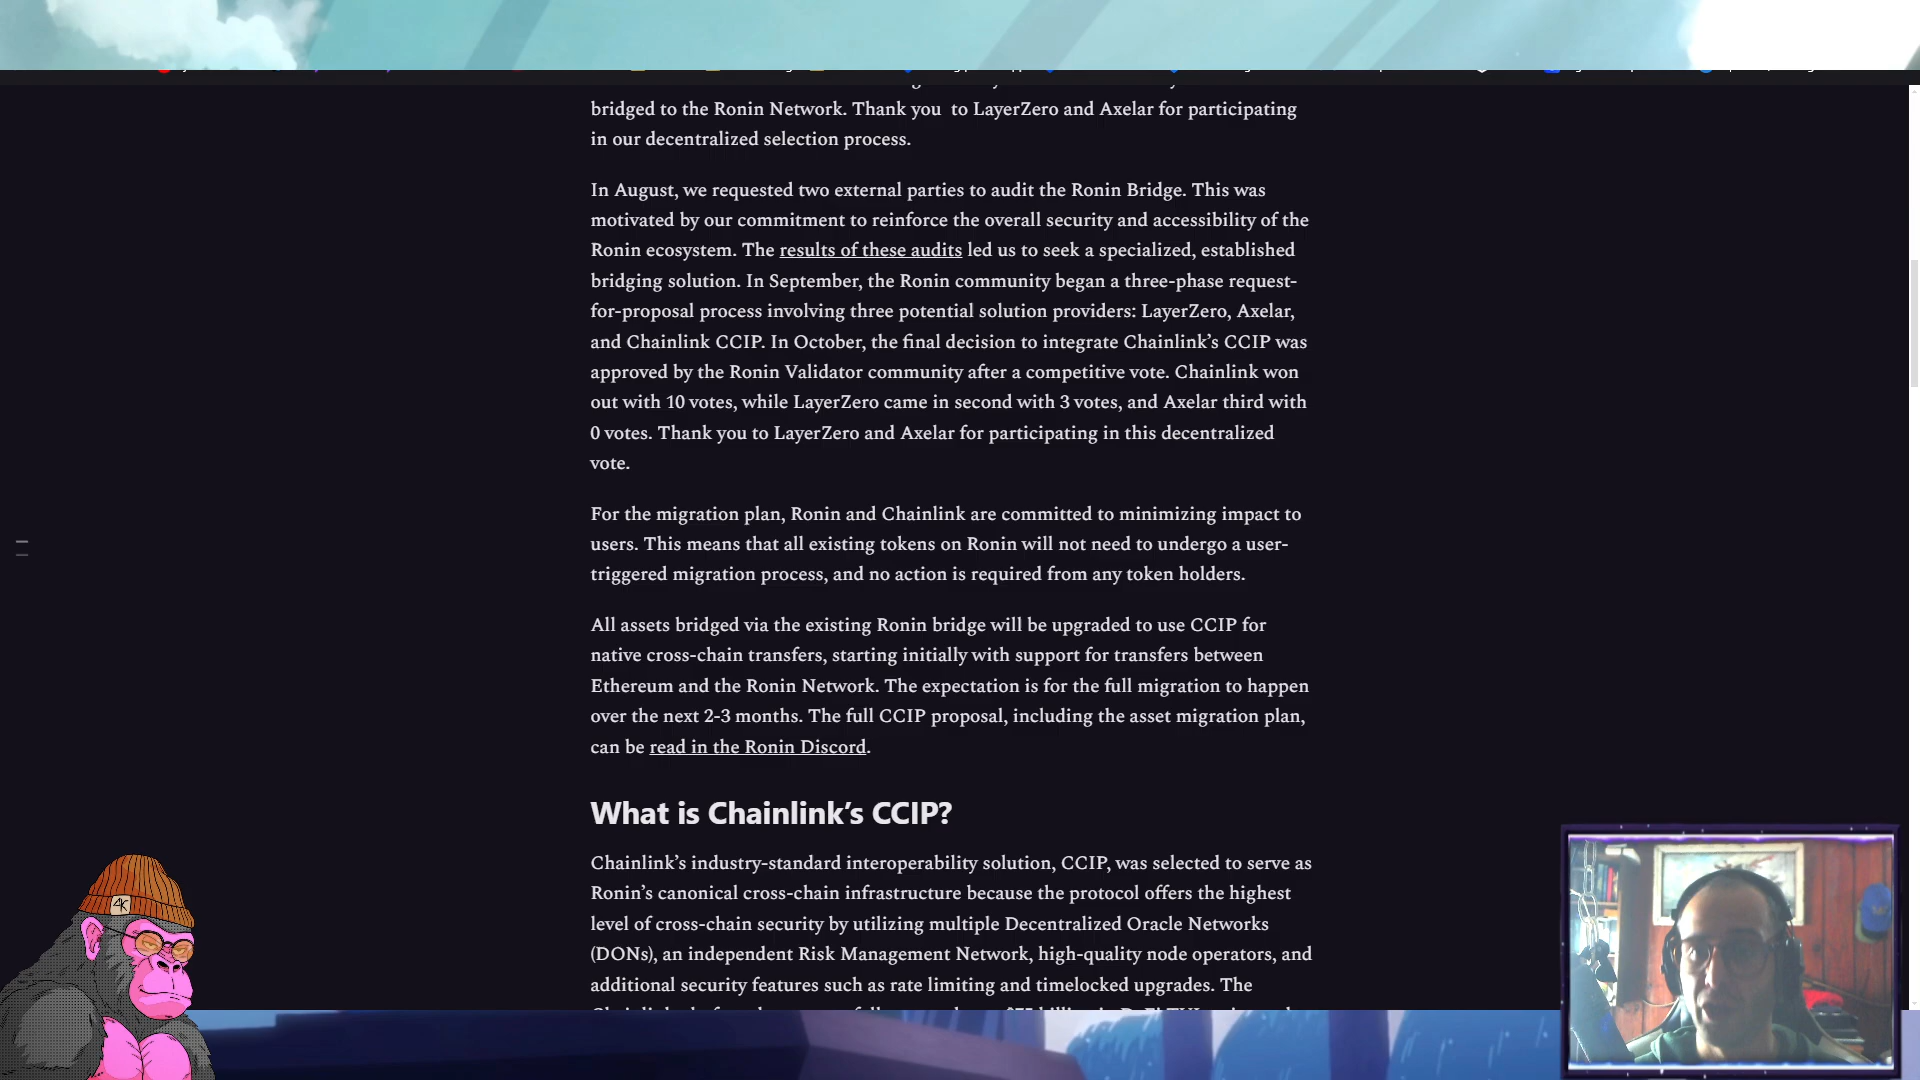 bridged to the Ronin Network. Thank you  to LayerZero and Axelar for participating
in our decentralized selection process.
In August, we requested two external parties to audit the Ronin Bridge. This was
motivated by our commitment to reinforce the overall security and accessibility of the
Ronin ecosystem. The results of these audits led us to seek a specialized, established
bridging solution. In September, the Ronin community began a three-phase request-
for-proposal process involving three potential solution providers: LayerZero, Axelar,
and Chainlink CCIP. In October, the final decision to integrate Chainlink’s CCIP was
approved by the Ronin Validator community after a competitive vote. Chainlink won
out with 10 votes, while LayerZero came in second with 3 votes, and Axelar third with
0 votes. Thank you to LayerZero and Axelar for participating in this decentralized
vote.
For the migration plan, Ronin and Chainlink are committed to minimizing impact to
users. This means that all existing tokens on Ronin will not need to undergo a user-
triggered migration process, and no action is required from any token holders.
All assets bridged via the existing Ronin bridge will be upgraded to use CCIP for
native cross-chain transfers, starting initially with support for transfers between
Ethereum and the Ronin Network. The expectation is for the full migration to happen
over the next 2-3 months. The full CCIP proposal, including the asset migration plan,
can be read in the Ronin Discord.
What is Chainlink’s CCIP?
Chainlink’s industry-standard interoperability solution, CCIP, was selected to serve as
Ronin’s canonical cross-chain infrastructure because the protocol offers the highest
level of cross-chain security by utilizing multiple Decentralized Oracle Networks
(DONs), an independent Risk Management Network, high-quality node operators, and
additional security features such as rate limiting and timelocked upgrades. The
4K